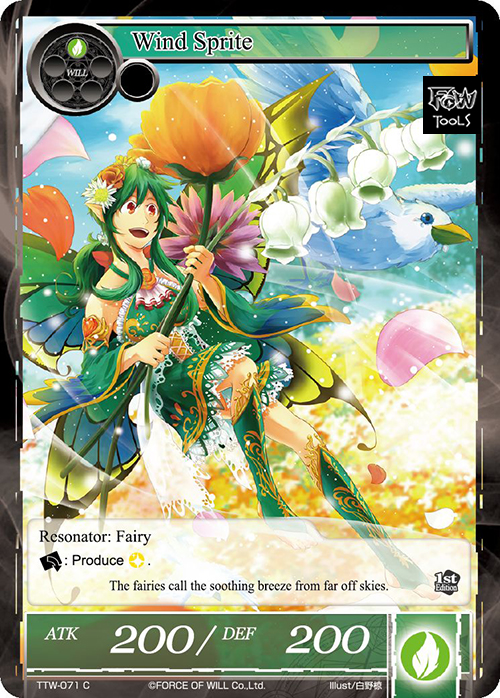 Wind Sprite
WILL
FOW
TOOLS
Resonator: Fairy
: Produce .
The fairies call the soothing breeze from far off skies.
1st
Edition
ATK 200 / DEF 200
TTW-071 C ©FORCE OF WILL Co.,Ltd. Illust/白野椋